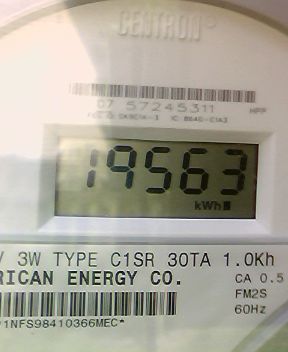 CENTRON®
07 57245311
19563
kWh
V 3W TYPE C1SR 30TA 1.0Kh
RICAN ENERGY CO. CA 0.5
FM2S
1NFS98410366MEC* 60Hz